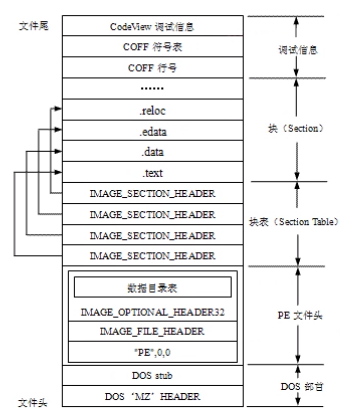 文件尾
CodeView 调试信息
COFF 符号表
COFF 行号
调试信息
……
.reloc
.edata
.data
.text
块（Section）
IMAGE_SECTION_HEADER
IMAGE_SECTION_HEADER
IMAGE_SECTION_HEADER
IMAGE_SECTION_HEADER
块表（Section Table）
数据目录表
IMAGE_OPTIONAL_HEADER32
IMAGE_FILE_HEADER
"PE",0,0
PE 文件头
DOS stub
DOS ‘MZ’ HEADER
DOS 部首
文件头